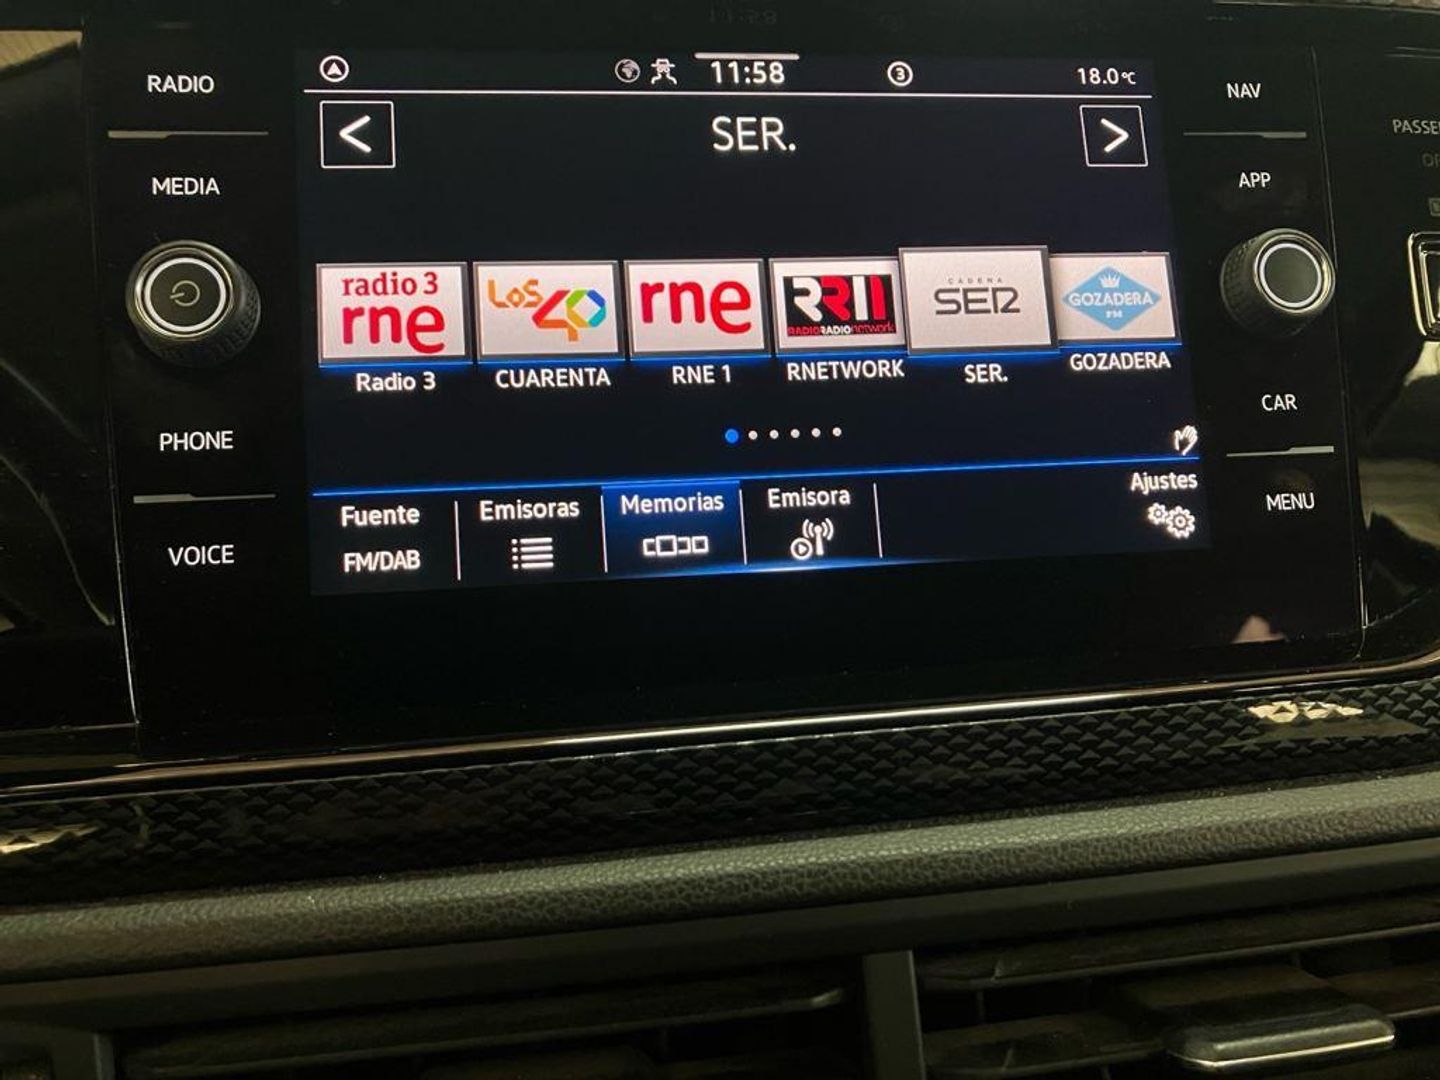 RADIO
MEDIA
PHONE
VOICE
11:58
3
18.0°C
SER.
radio 3
rne
LOS 40
rne
RADIORADIOnetwork
CADENA
SER
GOZADERA
FM
Radio 3
CUARENTA
RNE 1
RNETWORK
SER.
GOZADERA
Fuente
FM/DAB
Emisoras
Memorias
Emisora
Ajustes
NAV
APP
CAR
MENU